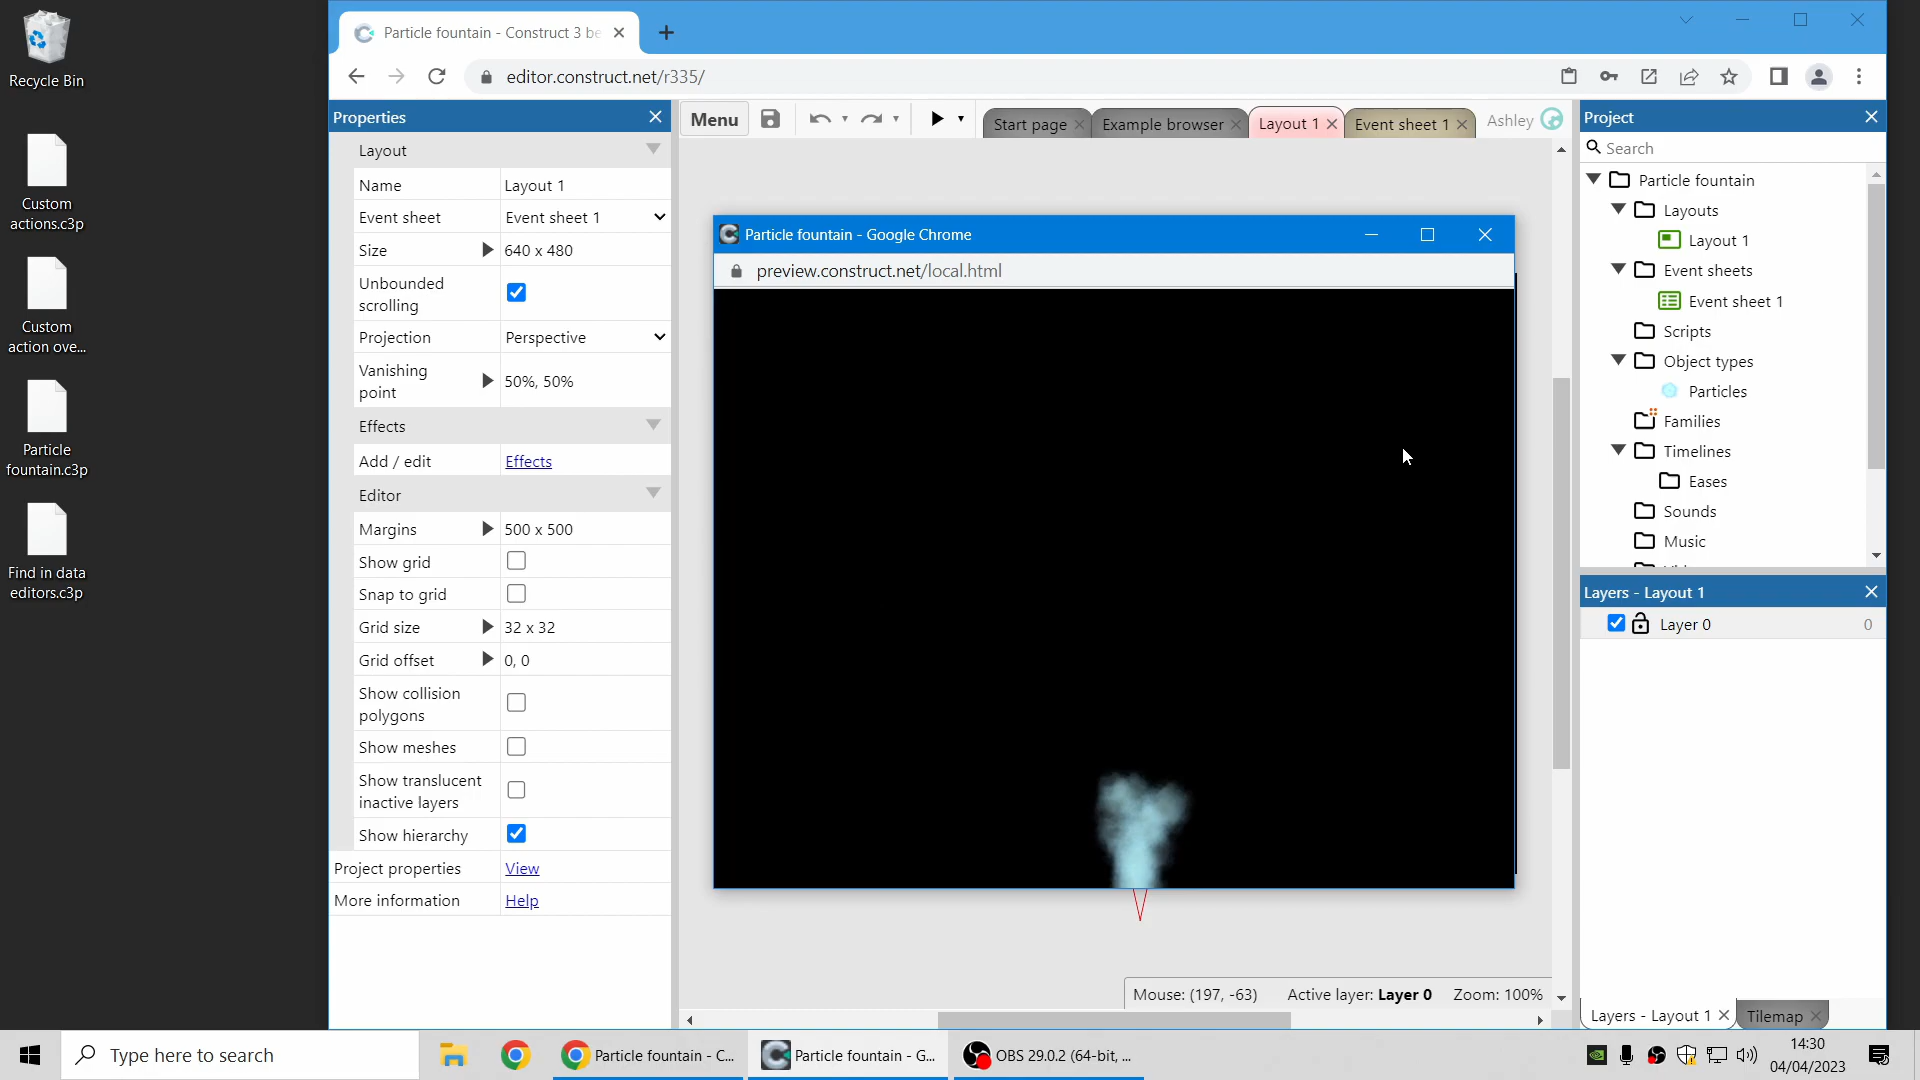 Recycle Bin
Custom
actions.c3p
Custom
action ove...
Particle
fountain.c3p
Find in data
editors.c3p
Particle fountain - Construct 3 be
editor.construct.net/r335/
Properties
Layout
Name Layout 1
Event sheet Event sheet 1
Size 640 x 480
Unbounded
scrolling
Projection Perspective
Vanishing
point 50%, 50%
Effects
Add / edit Effects
Editor
Margins 500 x 500
Show grid
Snap to grid
Grid size 32 x 32
Grid offset 0, 0
Show collision
polygons
Show meshes
Show translucent
inactive layers
Show hierarchy
Project properties View
More information Help
Menu
Start page
Example browser
Layout 1
Event sheet 1
Ashley
Particle fountain - Google Chrome
preview.construct.net/local.html
Mouse: (197, -63) Active layer: Layer 0 Zoom: 100%
Project
Search
Particle fountain
Layouts
Layout 1
Event sheets
Event sheet 1
Scripts
Object types
Particles
Families
Timelines
Eases
Sounds
Music
Layers - Layout 1
Layer 0 0
Layers - Layout 1
Tilemap
Type here to search
Particle fountain - C...
Particle fountain - G...
OBS 29.0.2 (64-bit, ...
14:30
04/04/2023